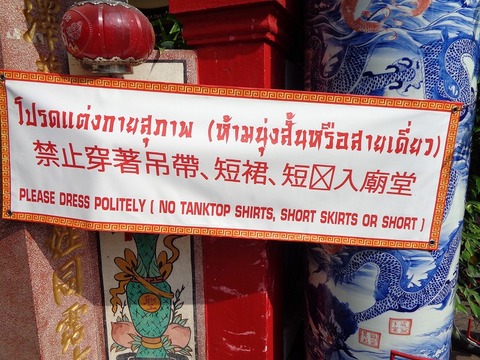 โปรดแต่งกายสุภาพ (ห้ามนุ่งสั้นหรือสายเดี่ยว)
禁止穿著吊帶、短裙、短☒入廟堂
PLEASE DRESS POLITELY ( NO TANKTOP SHIRTS, SHORT SKIRTS OR SHORT )